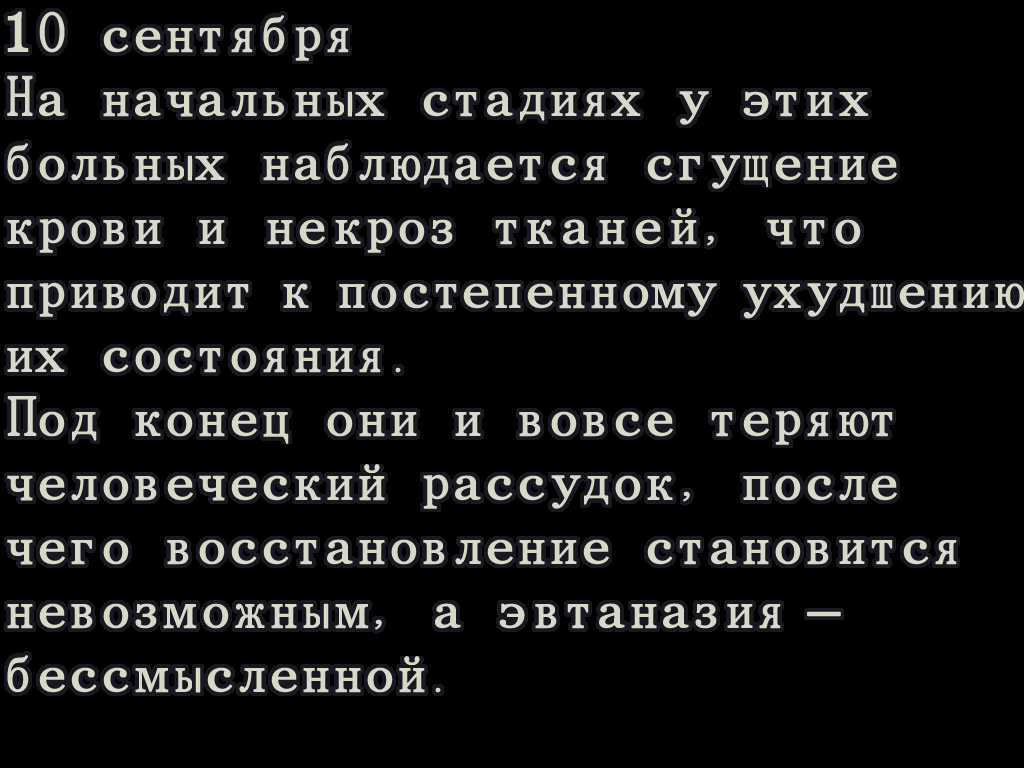 10 сентября
На начальных стадиях у этих
больных наблюдается сгущение
крови и некроз тканей, что
приводит к постепенному ухудшению
их состояния.
Под конец они и вовсе теряют
человеческий рассудок, после
чего восстановление становится
невозможным, а эвтаназия —
бессмысленной.